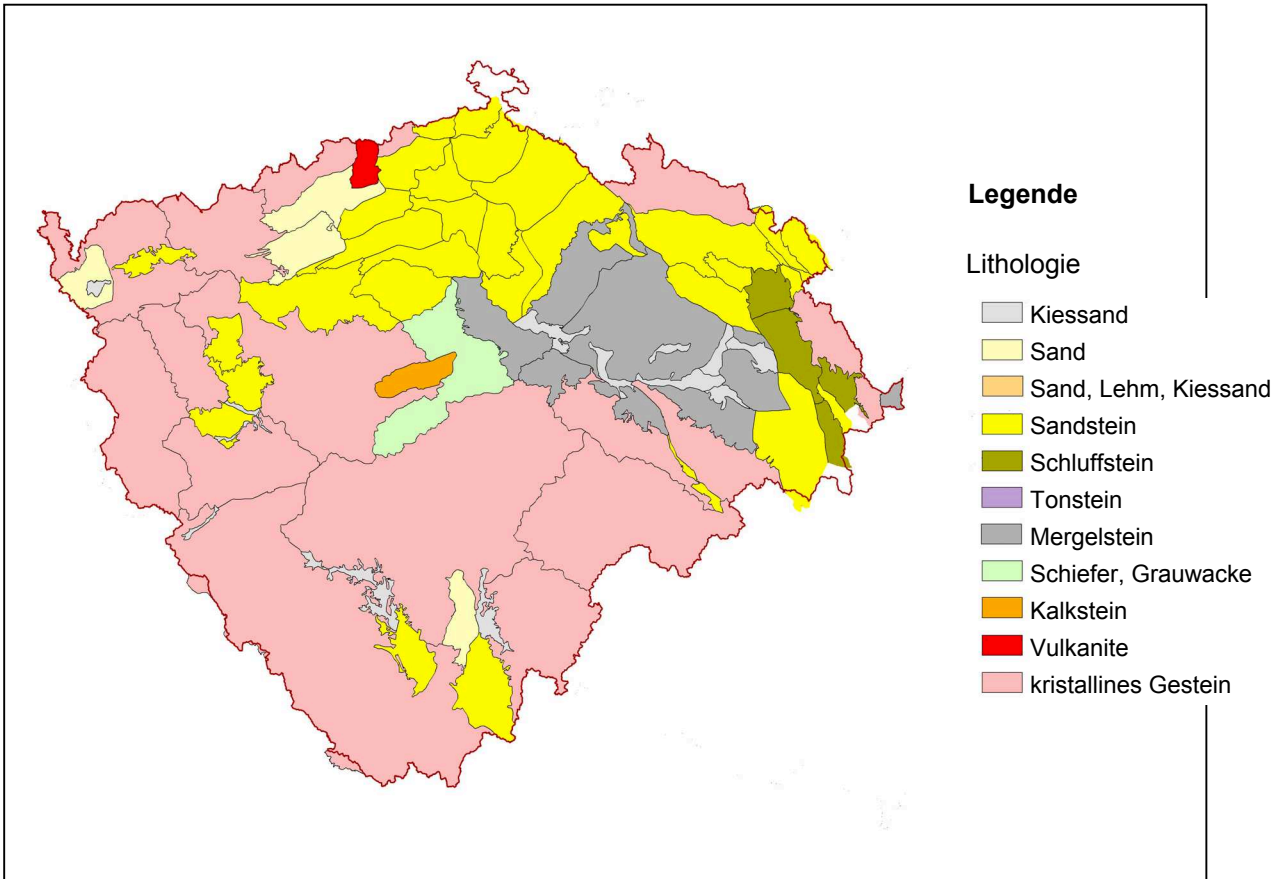 Legende
Lithologie
Kiessand
Sand
Sand, Lehm, Kiessand
Sandstein
Schluffstein
Tonstein
Mergelstein
Schiefer, Grauwacke
Kalkstein
Vulkanite
kristallines Gestein